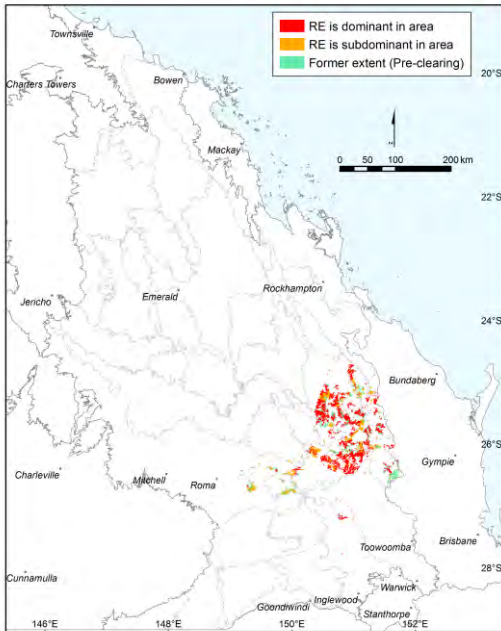 RE is dominant in area
RE is subdominant in area
Former extent (Pre-clearing)
Townsville
20°S
Charters Towers
Bowen
0 50 100 200 km
Mackay
22°S
Jericho
Emerald
Rockhampton
24°S
Bundaberg
26°S
Charleville
Mitchell
Roma
Gympie
Toowoomba
Brisbane
Cunnamulla
28°S
Goondiwindi
Inglewood
Warwick
Stanthorpe
146°E
148°E
150°E
152°E